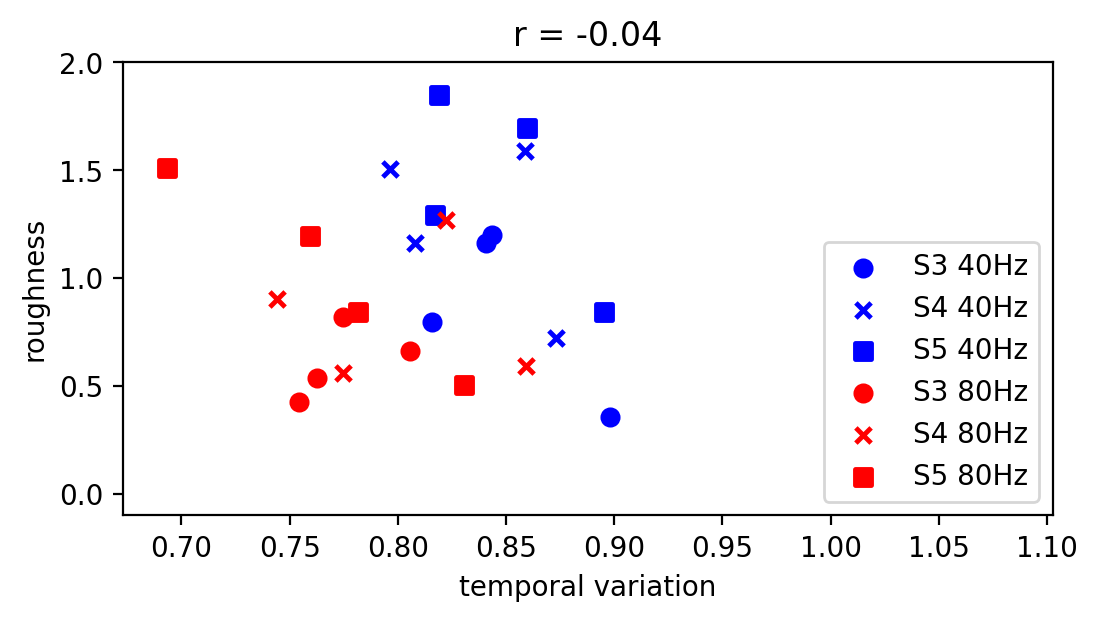 r = -0.04
roughness
2.0
1.5
1.0
0.5
0.0
S3 40Hz
S4 40Hz
S5 40Hz
S3 80Hz
S4 80Hz
S5 80Hz
0.70 0.75 0.80 0.85 0.90 0.95 1.00 1.05 1.10
temporal variation